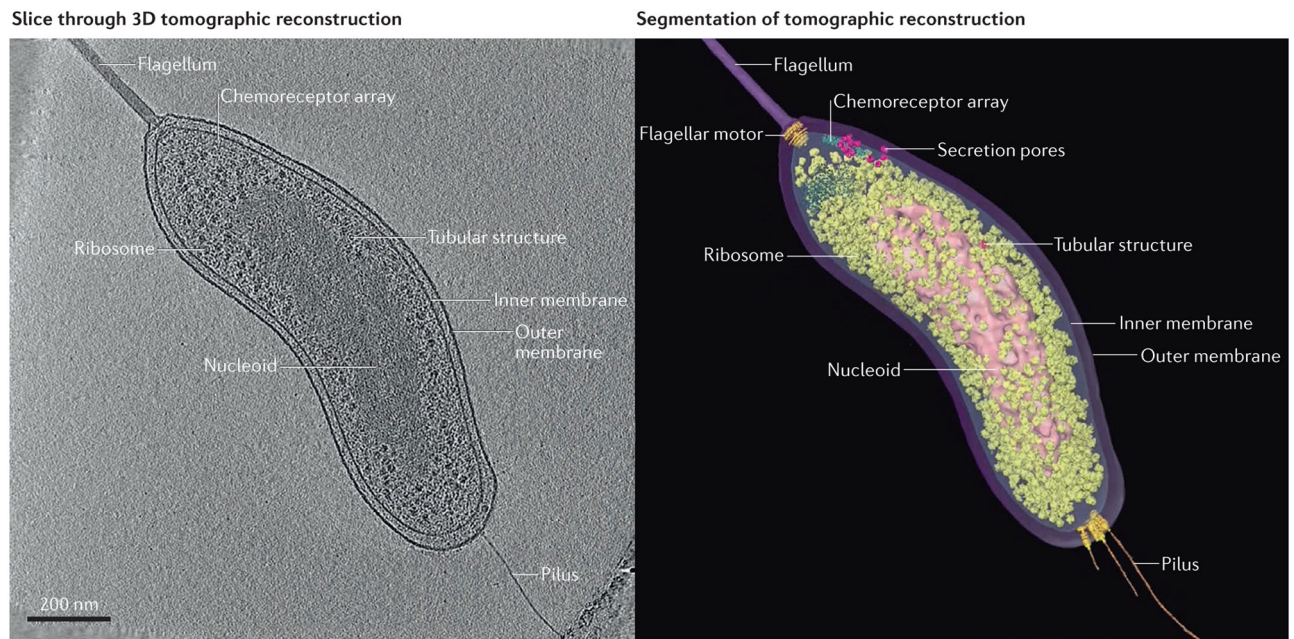 Slice through 3D tomographic reconstruction
Flagellum
Chemoreceptor array
Ribosome
Tubular structure
Inner membrane
Outer
membrane
Nucleoid
Pilus
200 nm
Segmentation of tomographic reconstruction
Flagellum
Chemoreceptor array
Flagellar motor
Secretion pores
Ribosome
Tubular structure
Inner membrane
Outer membrane
Nucleoid
Pilus